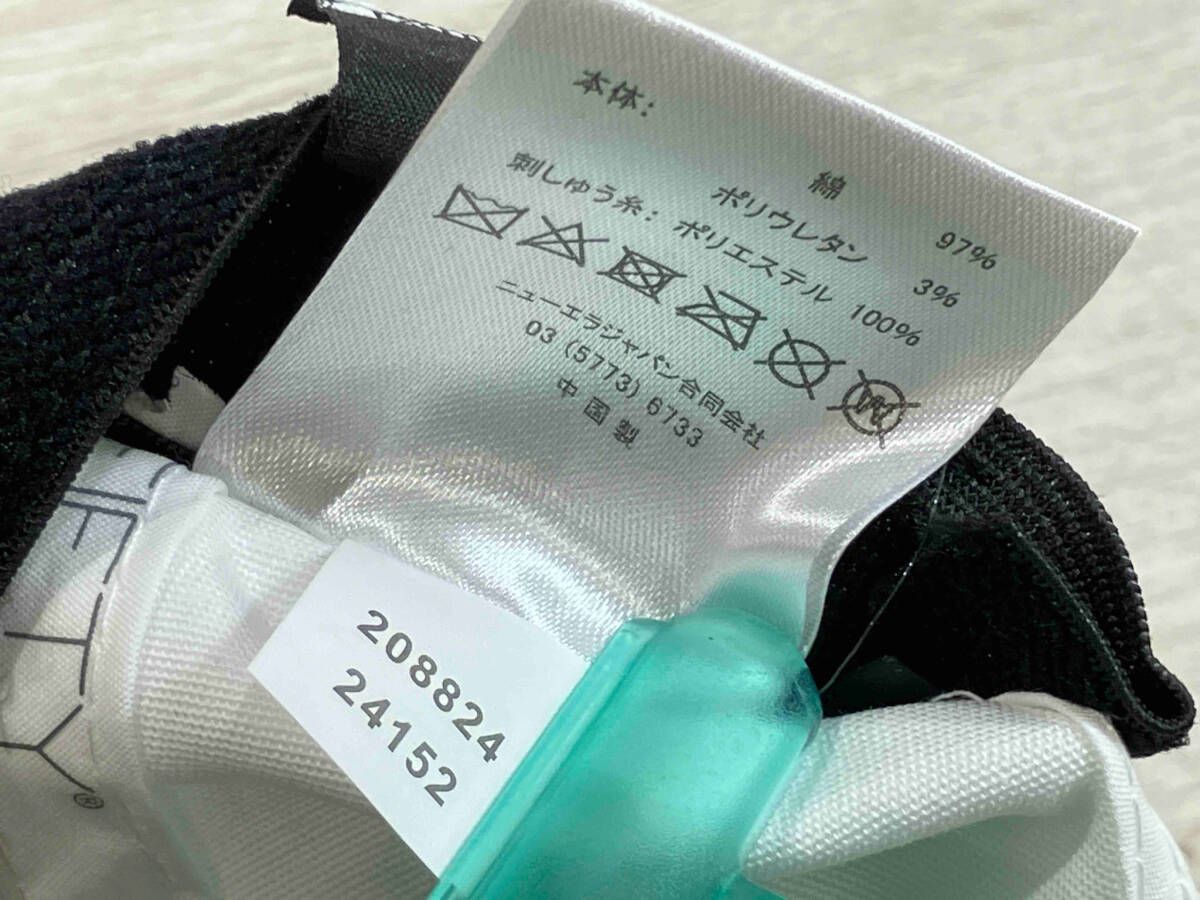 本体:
綿 97%
ポリウレタン 3%
刺しゅう糸: ポリエステル 100%
ニューエラジャパン合同会社
03 (5773) 6733
中国製
208824
24152
FTY®